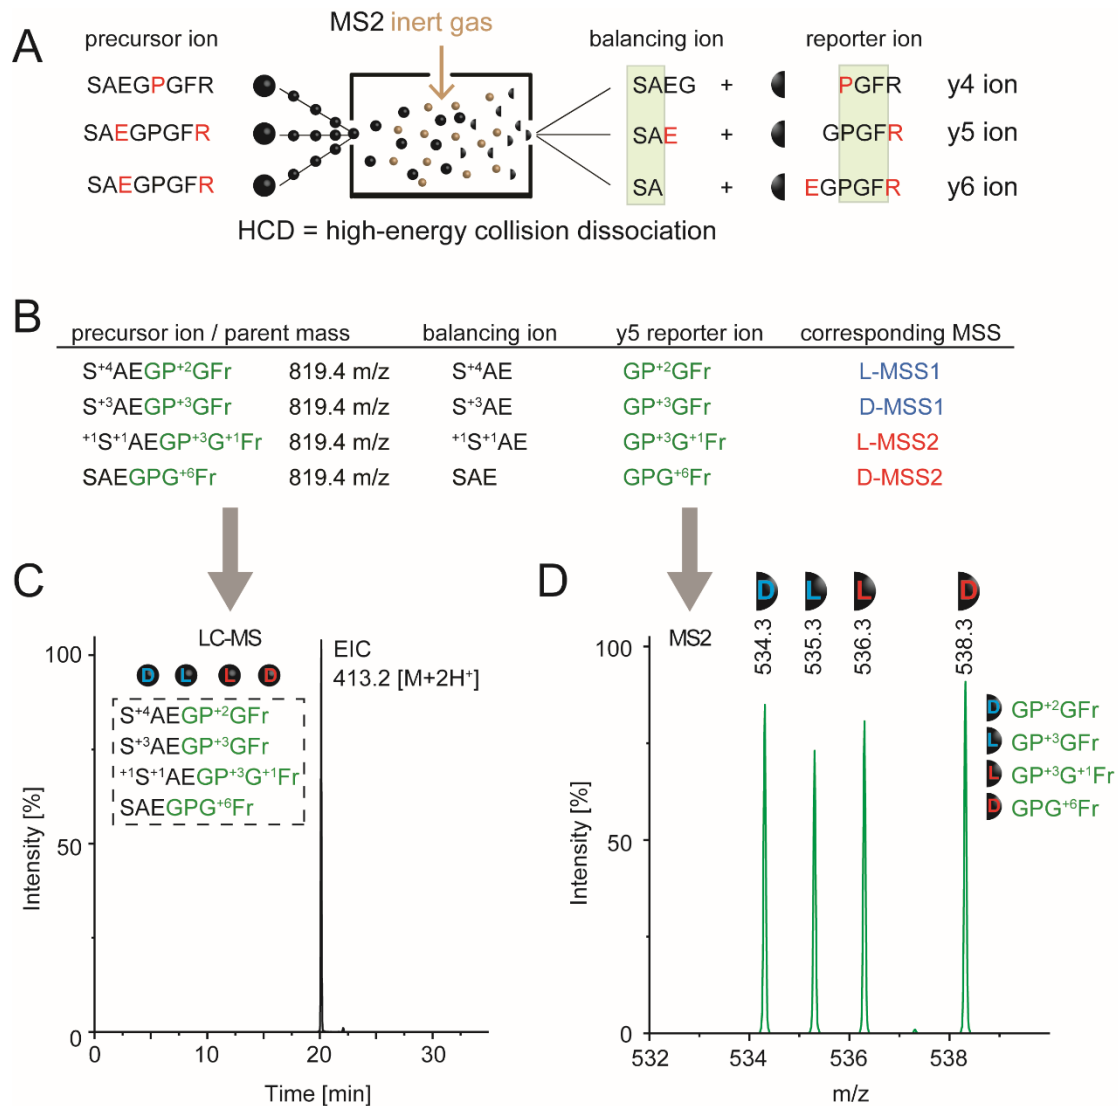 A
MS2 inert gas
precursor ion
balancing ion
reporter ion
SAEGPGFR
SAEG + PGFR y4 ion
SAEGPGFR
SAE + GPGFR y5 ion
SAEGPGFR
SA + EGPGFR y6 ion
HCD = high-energy collision dissociation
B
precursor ion / parent mass balancing ion y5 reporter ion corresponding MSS
S⁺⁴AEGP⁺²GFr 819.4 m/z S⁺⁴AE GP⁺²GFr L-MSS1
S⁺³AEGP⁺³GFr 819.4 m/z S⁺³AE GP⁺³GFr D-MSS1
⁺¹S⁺¹AEGP⁺³G⁺¹Fr 819.4 m/z ⁺¹S⁺¹AE GP⁺³G⁺¹Fr L-MSS2
SAEGPG⁺⁶Fr 819.4 m/z SAE GPG⁺⁶Fr D-MSS2
C
LC-MS
D L L D
S⁺⁴AEGP⁺²GFr
S⁺³AEGP⁺³GFr
⁺¹S⁺¹AEGP⁺³G⁺¹Fr
SAEGPG⁺⁶Fr
EIC
413.2 [M+2H⁺]
Intensity [%]
100
50
0
0 10 20 30
Time [min]
D
MS2
D L L D
534.3 535.3 536.3 538.3
D GP⁺²GFr
L GP⁺³GFr
L GP⁺³G⁺¹Fr
D GPG⁺⁶Fr
Intensity [%]
100
50
0
532 534 536 538
m/z